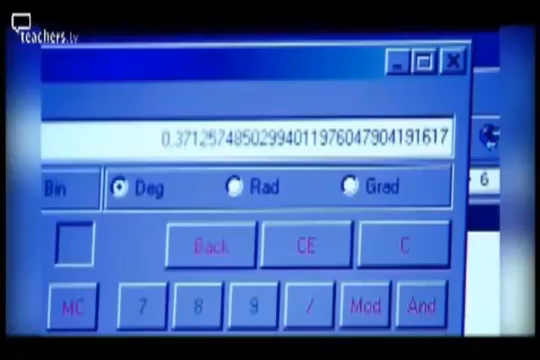 teachers.tv
0.37125748502994011976047904191617
6
Bin Deg Rad Grad
Back CE C
MC 7 8 9 / Mod And